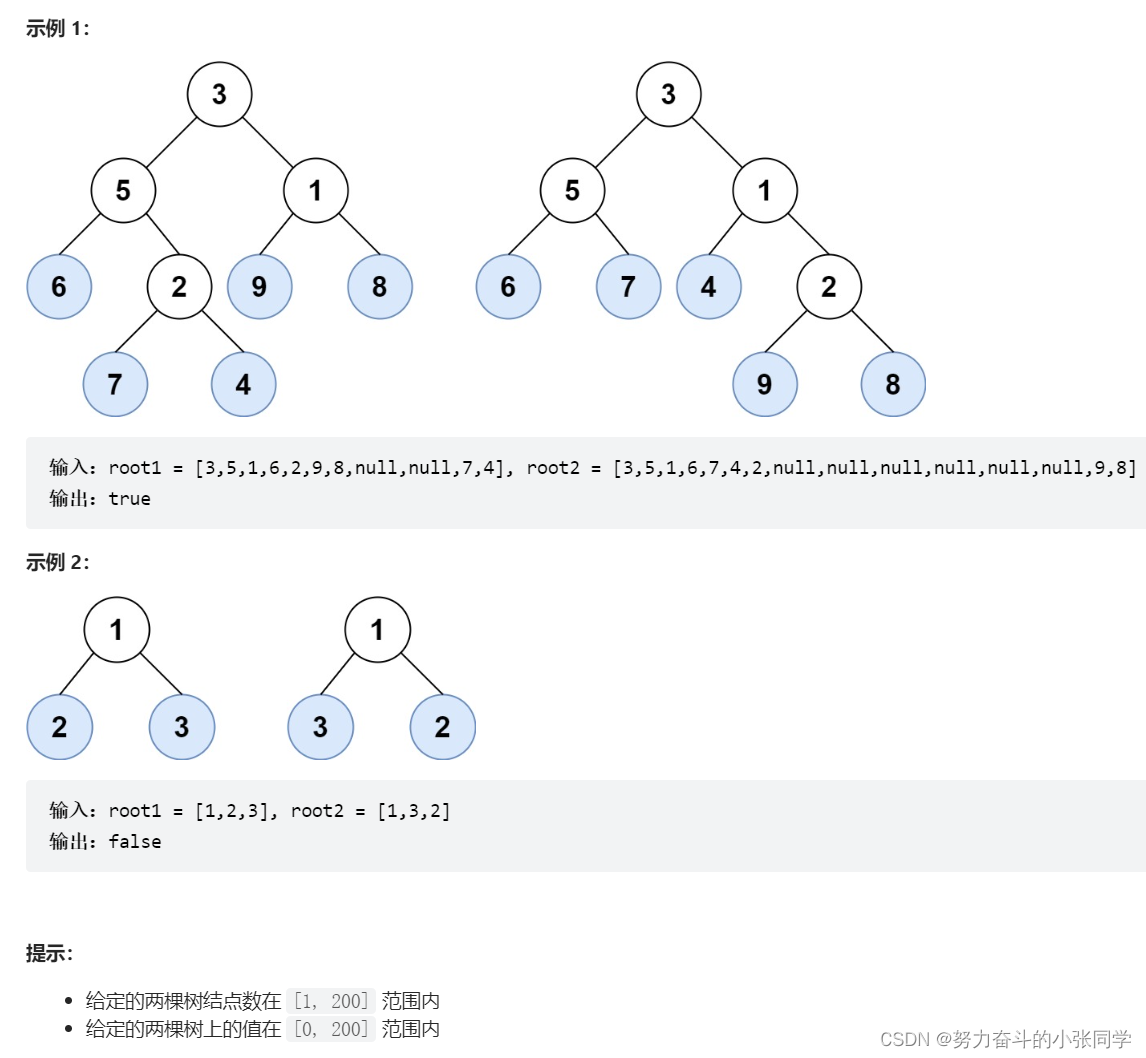 示例 1:
3 3
5 1 5 1
6 2 9 8 6 7 4 2
7 4 9 8
输入: root1 = [3,5,1,6,2,9,8,null,null,7,4], root2 = [3,5,1,6,7,4,2,null,null,null,null,null,null,9,8]
输出: true
示例 2:
1 1
2 3 3 2
输入: root1 = [1,2,3], root2 = [1,3,2]
输出: false
提示:
• 给定的两棵树结点数在 [1, 200] 范围内
• 给定的两棵树上的值在 [0, 200] 范围内
CSDN @努力奋斗的小张同学